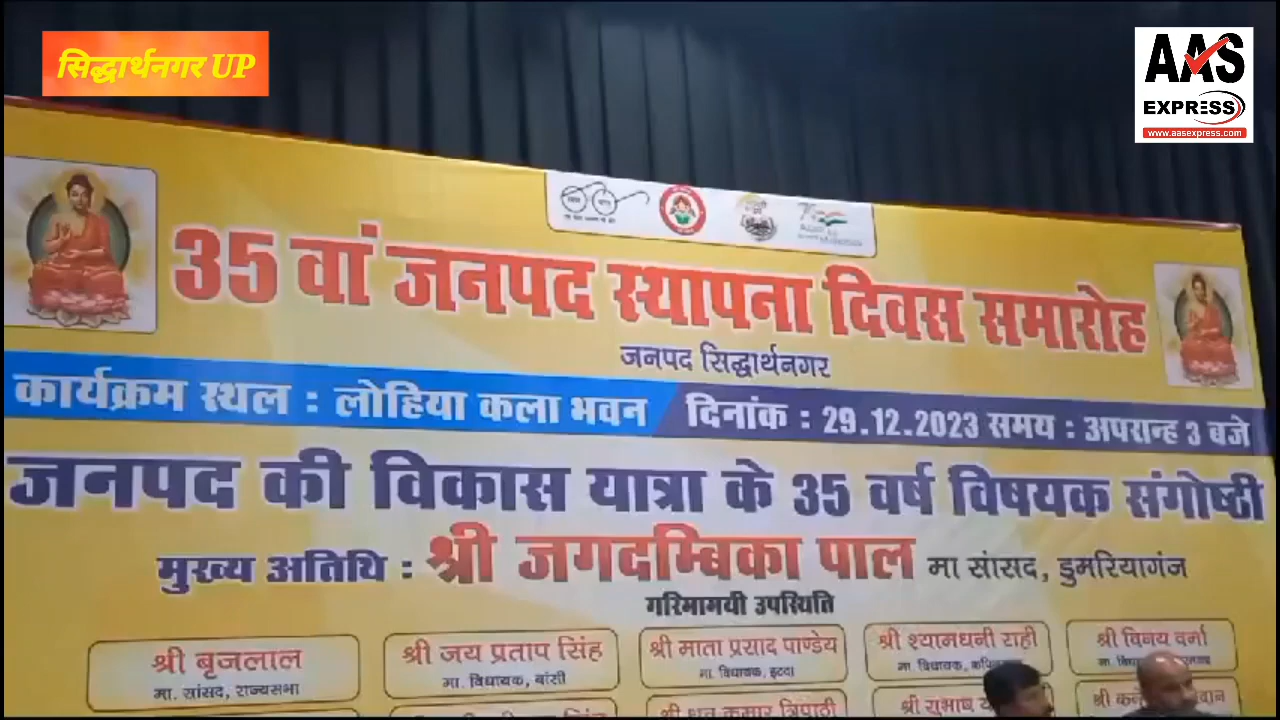 सिद्धार्थनगर UP
AAS
EXPRESS
www.aasexpress.com
35 वां जनपद स्थापना दिवस समारोह
जनपद सिद्धार्थनगर
कार्यक्रम स्थल : लोहिया कला भवन
दिनांक : 29.12.2023 समय : अपरान्ह 3 बजे
जनपद की विकास यात्रा के 35 वर्ष विषयक संगोष्ठी
मुख्य अतिथि : श्री जगदम्बिका पाल मा सांसद, डुमरियागंज
गरिमामयी उपस्थिति
श्री बृजलाल
मा. सांसद, राज्यसभा
श्री जय प्रताप सिंह
मा. विधायक, बांसी
श्री माता प्रसाद पाण्डेय
मा. विधायक, इटवा
श्री श्यामधनी राही
मा. विधायक,
श्री विनय वर्मा
मा.
श्री सुभाष